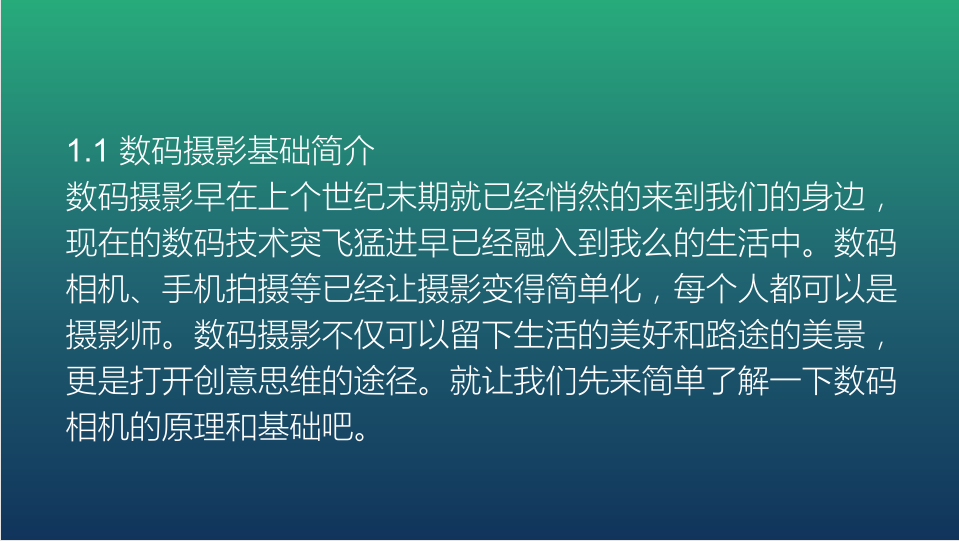 1.1 数码摄影基础简介
数码摄影早在上个世纪末期就已经悄然的来到我们的身边，
现在的数码技术突飞猛进早已经融入到我么的生活中。数码
相机、手机拍摄等已经让摄影变得简单化，每个人都可以是
摄影师。数码摄影不仅可以留下生活的美好和路途的美景，
更是打开创意思维的途径。就让我们先来简单了解一下数码
相机的原理和基础吧。